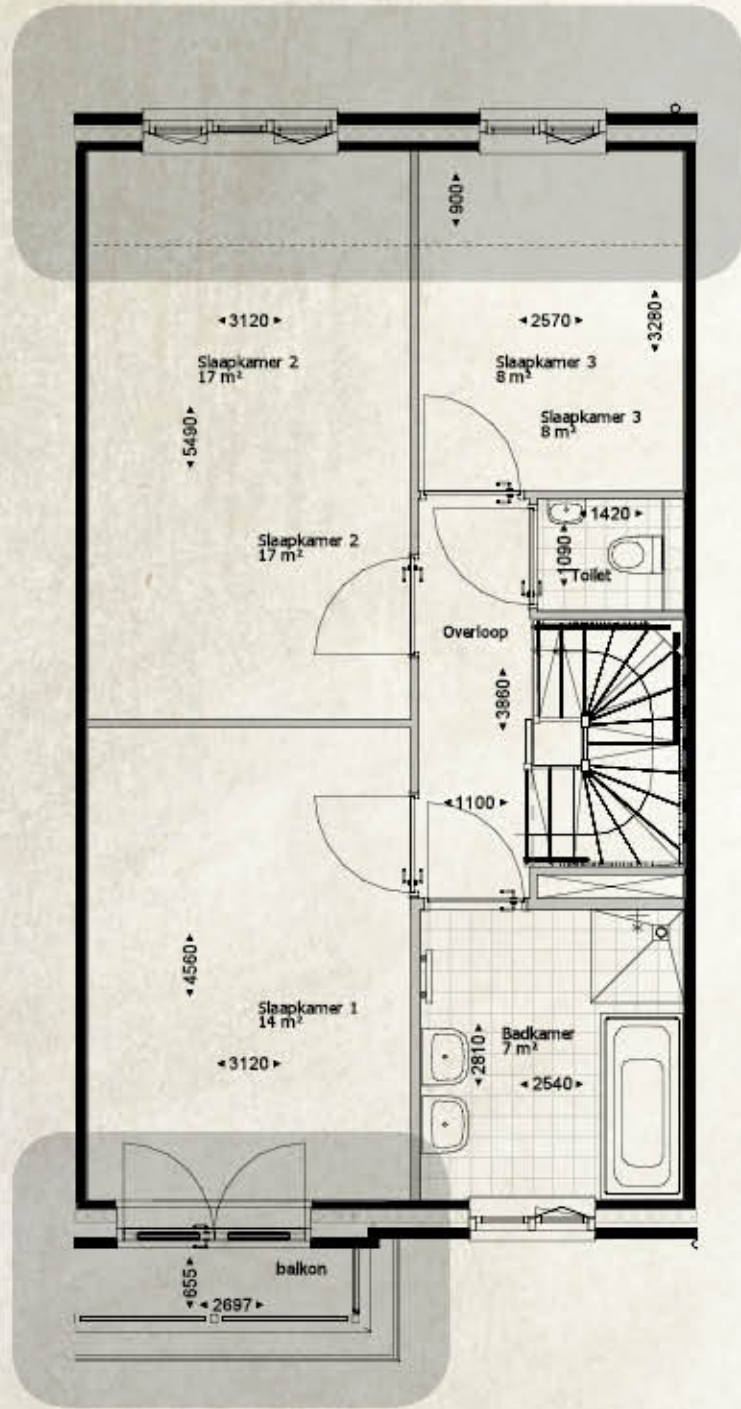 900
3120
2570
3280
Slaapkamer 2
17 m²
Slaapkamer 3
8 m²
Slaapkamer 3
8 m²
5490
1420
1090
Toilet
Slaapkamer 2
17 m²
Overloop
3860
1100
4560
Slaapkamer 1
14 m²
3120
Badkamer
7 m²
2810
2540
balkon
655
2697